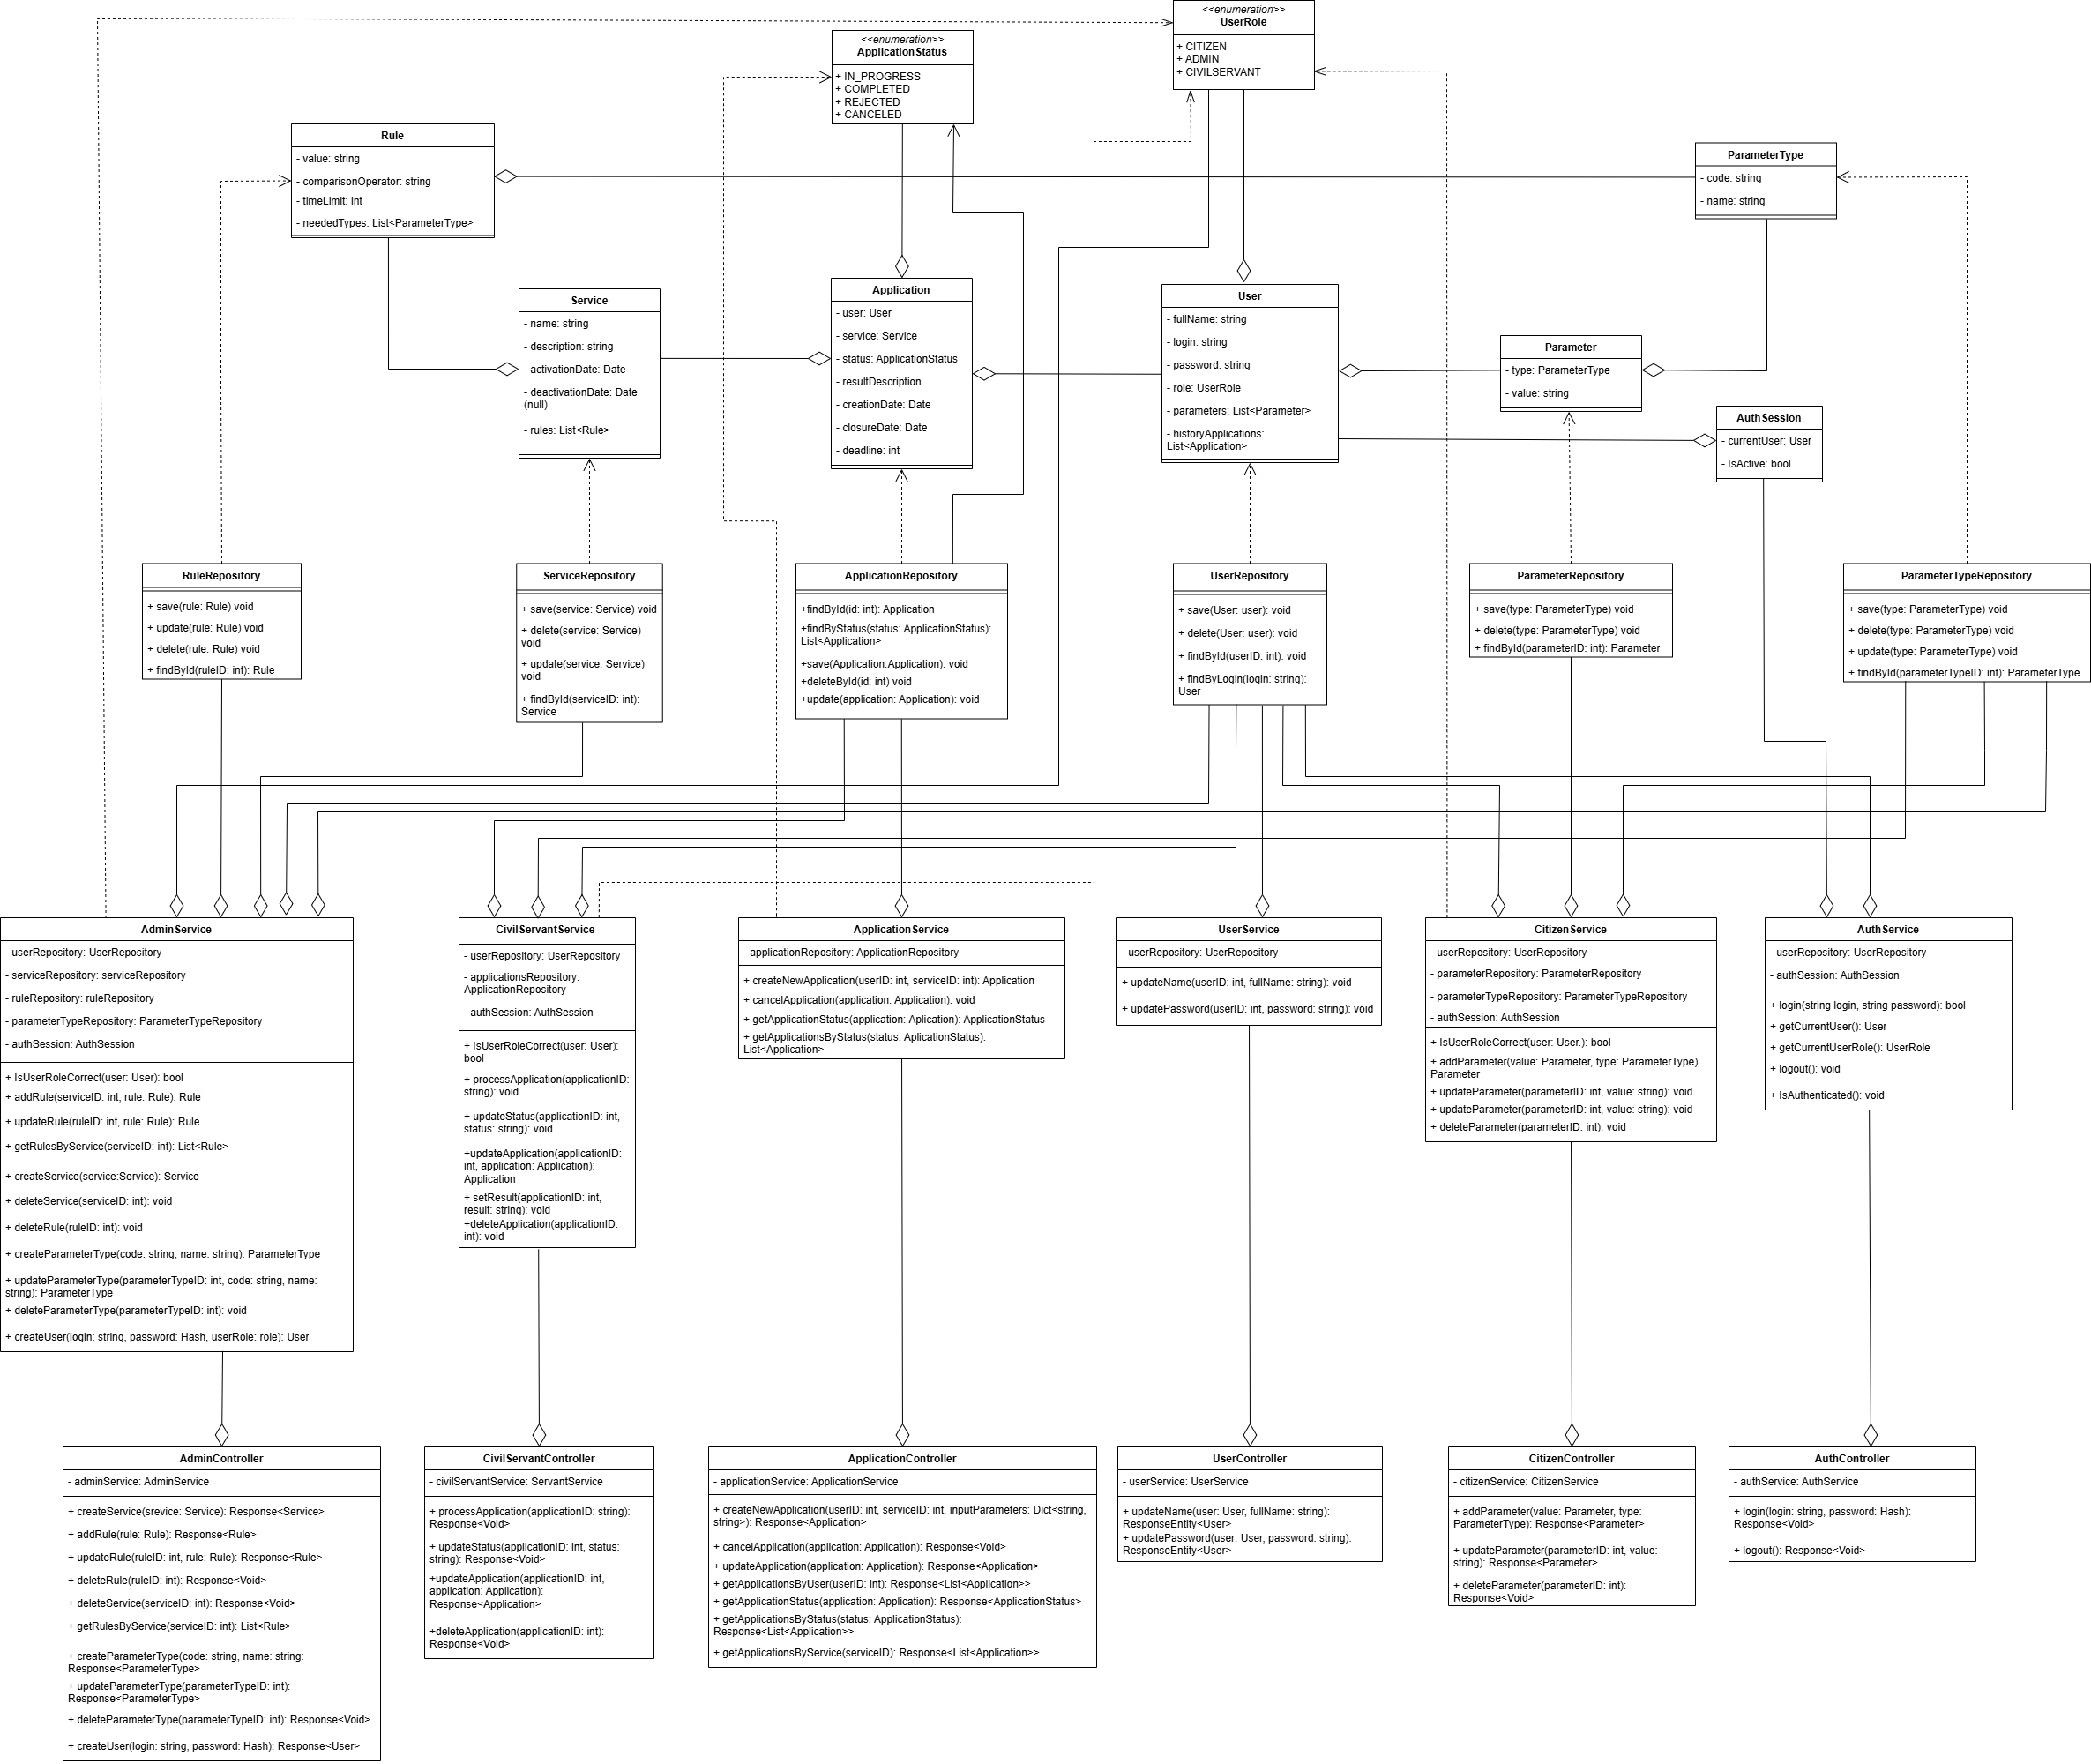 <<enumeration>>
UserRole
+ CITIZEN
+ ADMIN
+ CIVILSERVANT
<<enumeration>>
ApplicationStatus
+ IN_PROGRESS
+ COMPLETED
+ REJECTED
+ CANCELED
Rule
- value: string
- comparisonOperator: string
- timeLimit: int
- neededTypes: List<ParameterType>
ParameterType
- code: string
- name: string
Service
- name: string
- description: string
- activationDate: Date
- deactivationDate: Date
(null)
- rules: List<Rule>
Application
- user: User
- service: Service
- status: ApplicationStatus
- resultDescription
- creationDate: Date
- closureDate: Date
- deadline: int
User
- fullName: string
- login: string
- password: string
- role: UserRole
- parameters: List<Parameter>
- historyApplications:
List<Application>
Parameter
- type: ParameterType
- value: string
AuthSession
- currentUser: User
- IsActive: bool
RuleRepository
+ save(rule: Rule) void
+ update(rule: Rule) void
+ delete(rule: Rule) void
+ findById(ruleID: int): Rule
ServiceRepository
+ save(service: Service) void
+ delete(service: Service)
void
+ update(service: Service)
void
+ findById(serviceID: int):
Service
ApplicationRepository
+findById(id: int): Application
+findByStatus(status: ApplicationStatus):
List<Application>
+save(Application:Application): void
+deleteById(id: int) void
+update(application: Application): void
UserRepository
+ save(User: user): void
+ delete(User: user): void
+ findById(userID: int): void
+ findByLogin(login: string):
User
ParameterRepository
+ save(type: ParameterType) void
+ delete(type: ParameterType) void
+ findById(parameterID: int): Parameter
ParameterTypeRepository
+ save(type: ParameterType) void
+ delete(type: ParameterType) void
+ update(type: ParameterType) void
+ findById(parameterTypeID: int): ParameterType
AdminService
- userRepository: UserRepository
- serviceRepository: serviceRepository
- ruleRepository: ruleRepository
- parameterTypeRepository: ParameterTypeRepository
- authSession: AuthSession
+ IsUserRoleCorrect(user: User): bool
+ addRule(serviceID: int, rule: Rule): Rule
+ updateRule(ruleID: int, rule: Rule): Rule
+ getRulesByService(serviceID: int): List<Rule>
+ createService(service:Service): Service
+ deleteService(serviceID: int): void
+ deleteRule(ruleID: int): void
+ createParameterType(code: string, name: string): ParameterType
+ updateParameterType(parameterTypeID: int, code: string, name:
string): ParameterType
+ deleteParameterType(parameterTypeID: int): void
+ createUser(login: string, password: Hash, userRole: role): User
CivilServantService
- userRepository: UserRepository
- applicationsRepository:
ApplicationRepository
- authSession: AuthSession
+ IsUserRoleCorrect(user: User):
bool
+ processApplication(applicationID:
string): void
+ updateStatus(applicationID: int,
status: string): void
+updateApplication(applicationID:
int, application: Application):
Application
+ setResult(applicationID: int,
result: string): void
+deleteApplication(applicationID:
int): void
ApplicationService
- applicationRepository: ApplicationRepository
+ createNewApplication(userID: int, serviceID: int): Application
+ cancelApplication(application: Application): void
+ getApplicationStatus(application: Aplication): ApplicationStatus
+ getApplicationsByStatus(status: AplicationStatus):
List<Application>
UserService
- userRepository: UserRepository
+ updateName(userID: int, fullName: string): void
+ updatePassword(userID: int, password: string): void
CitizenService
- userRepository: UserRepository
- parameterRepository: ParameterRepository
- parameterTypeRepository: ParameterTypeRepository
- authSession: AuthSession
+ IsUserRoleCorrect(user: User.): bool
+ addParameter(value: Parameter, type: ParameterType)
Parameter
+ updateParameter(parameterID: int, value: string): void
+ updateParameter(parameterID: int, value: string): void
+ deleteParameter(parameterID: int): void
AuthService
- userRepository: UserRepository
- authSession: AuthSession
+ login(string login, string password): bool
+ getCurrentUser(): User
+ getCurrentUserRole(): UserRole
+ logout(): void
+ IsAuthenticated(): void
AdminController
- adminService: AdminService
+ createService(srevice: Service): Response<Service>
+ addRule(rule: Rule): Response<Rule>
+ updateRule(ruleID: int, rule: Rule): Response<Rule>
+ deleteRule(ruleID: int): Response<Void>
+ deleteService(serviceID: int): Response<Void>
+ getRulesByService(serviceID: int): List<Rule>
+ createParameterType(code: string, name: string:
Response<ParameterType>
+ updateParameterType(parameterTypeID: int):
Response<ParameterType>
+ deleteParameterType(parameterTypeID: int): Response<Void>
+ createUser(login: string, password: Hash): Response<User>
CivilServantController
- civilServantService: ServantService
+ processApplication(applicationID: string):
Response<Void>
+ updateStatus(applicationID: int, status:
string): Response<Void>
+updateApplication(applicationID: int,
application: Application):
Response<Application>
+deleteApplication(applicationID: int):
Response<Void>
ApplicationController
- applicationService: ApplicationService
+ createNewApplication(userID: int, serviceID: int, inputParameters: Dict<string,
string>): Response<Application>
+ cancelApplication(application: Application): Response<Void>
+ updateApplication(application: Application): Response<Application>
+ getApplicationsByUser(userID: int): Response<List<Application>>
+ getApplicationStatus(application: Application): Response<ApplicationStatus>
+ getApplicationsByStatus(status: ApplicationStatus):
Response<List<Application>>
+ getApplicationsByService(serviceID): Response<List<Application>>
UserController
- userService: UserService
+ updateName(user: User, fullName: string):
ResponseEntity<User>
+ updatePassword(user: User, password: string):
ResponseEntity<User>
CitizenController
- citizenService: CitizenService
+ addParameter(value: Parameter, type:
ParameterType): Response<Parameter>
+ updateParameter(parameterID: int, value:
string): Response<Parameter>
+ deleteParameter(parameterID: int):
Response<Void>
AuthController
- authService: AuthService
+ login(login: string, password: Hash):
Response<Void>
+ logout(): Response<Void>